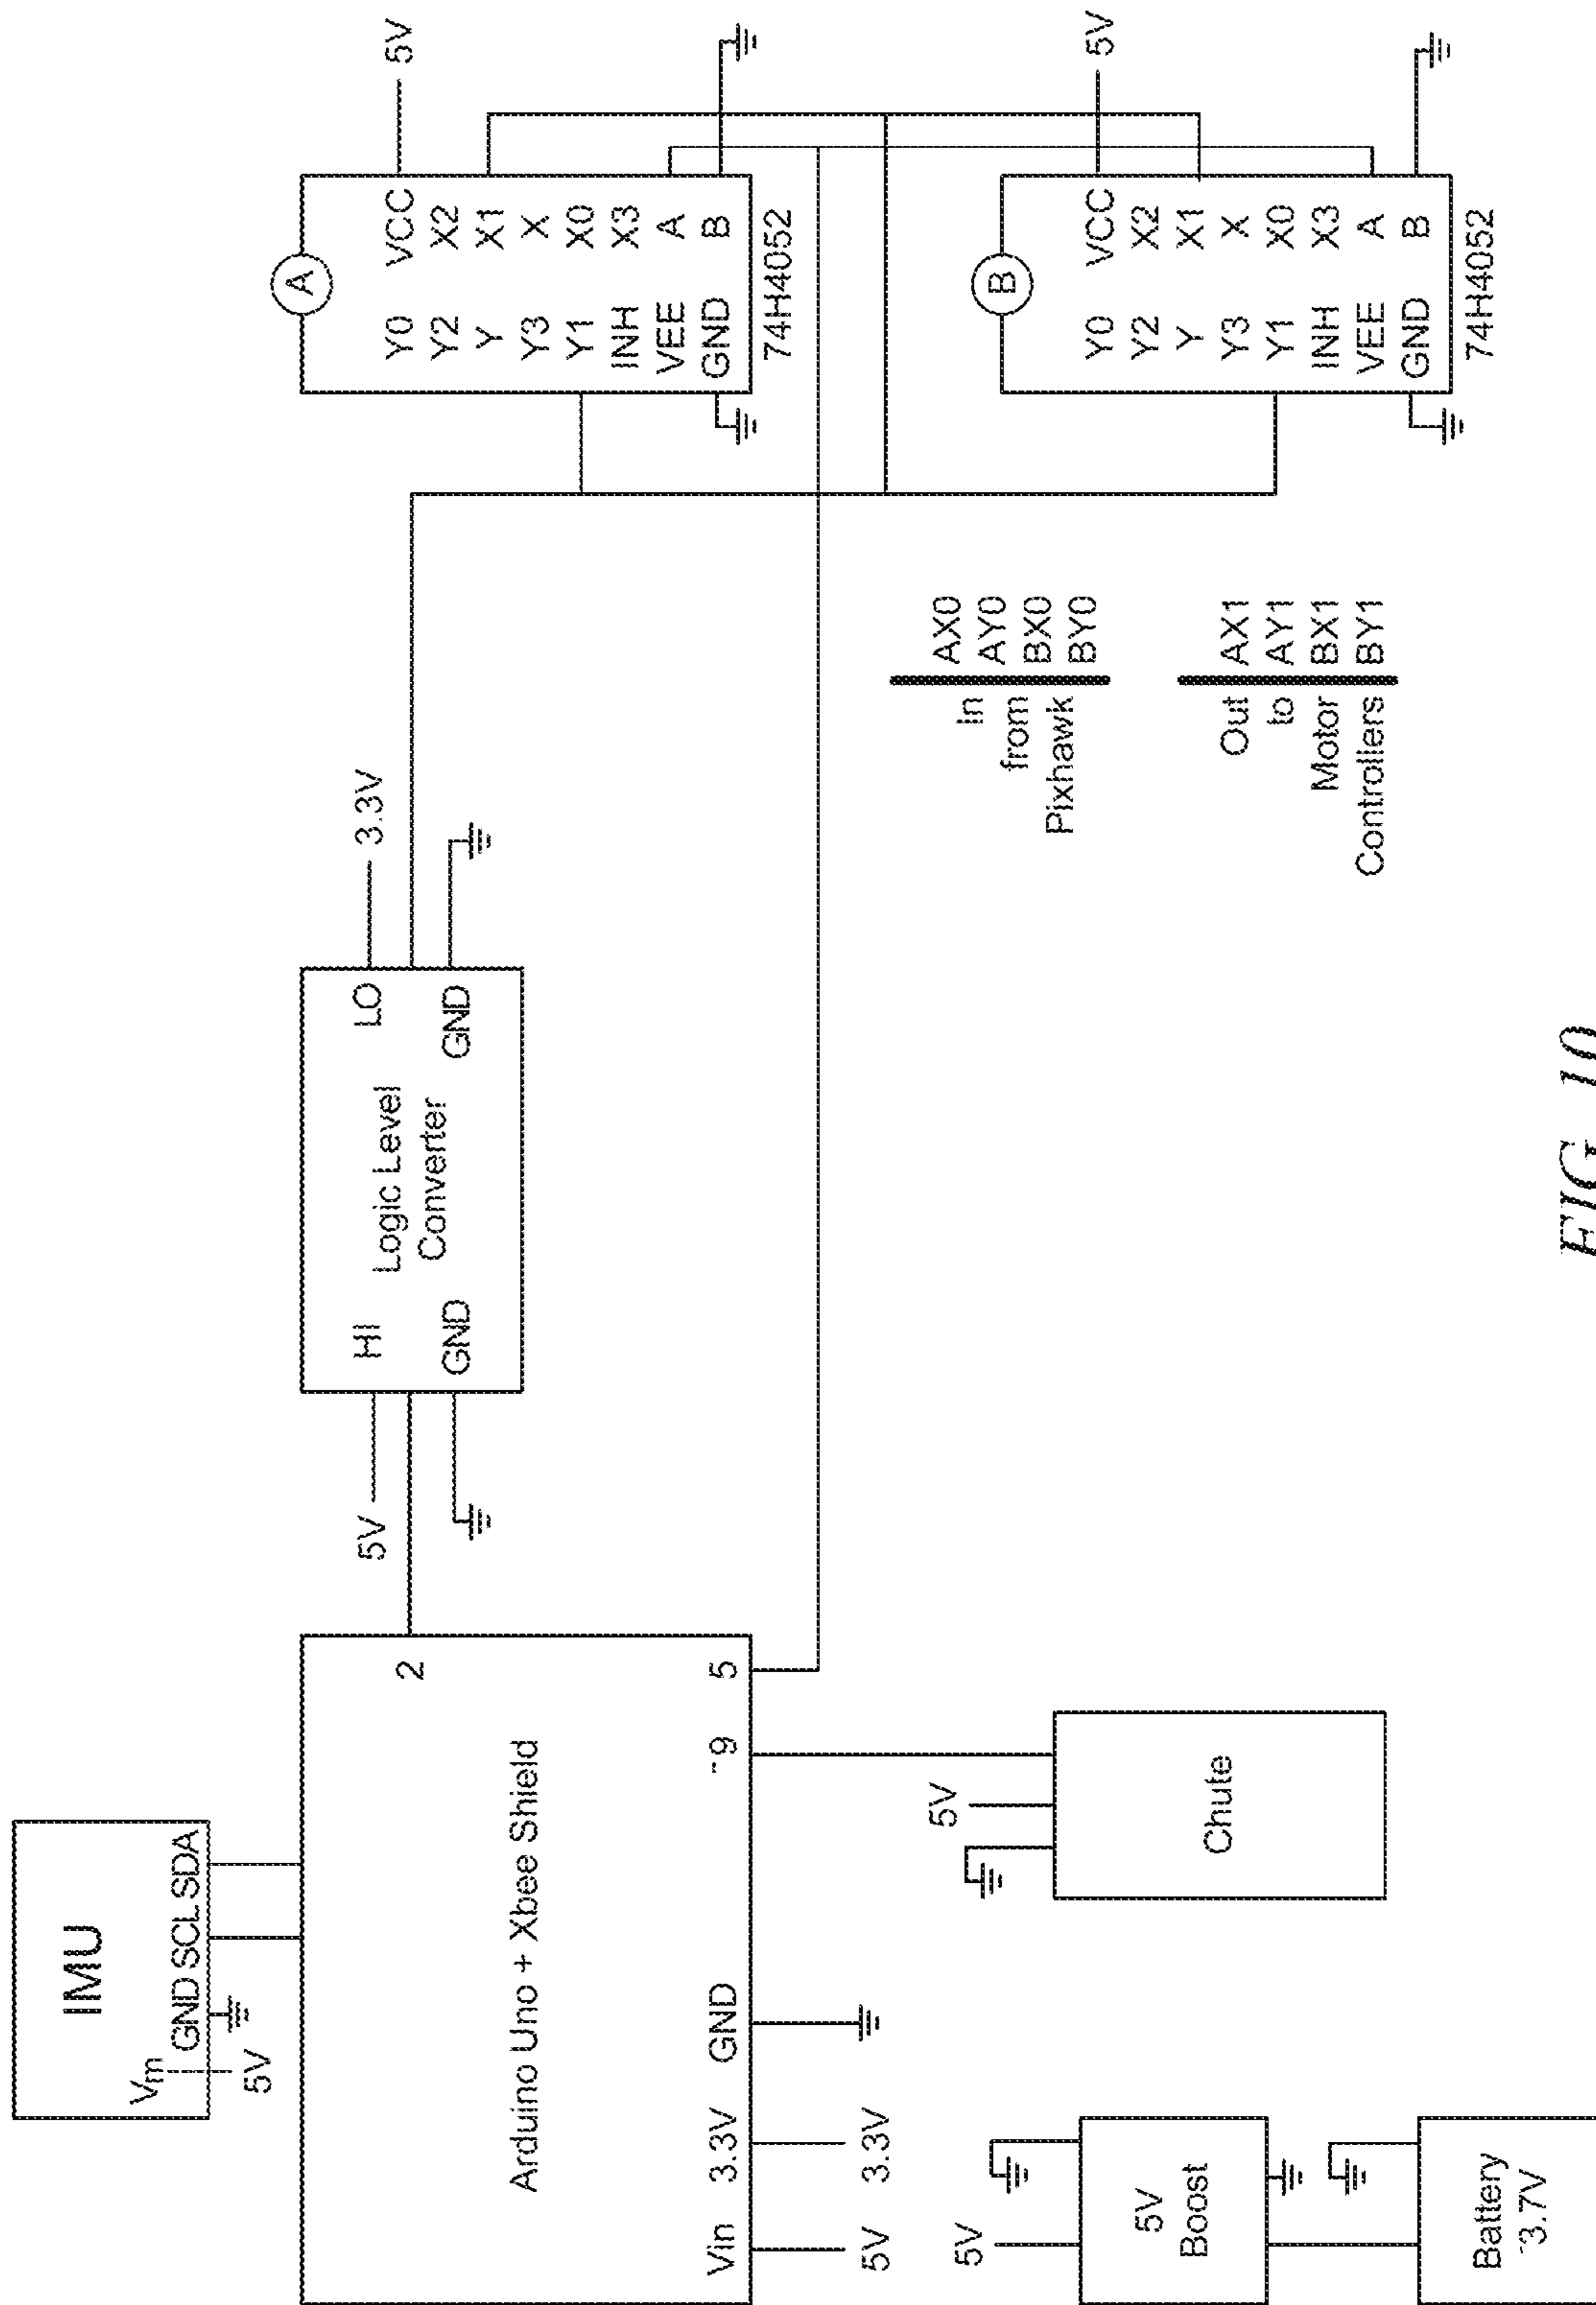 IMU
Vm
GND SCL SDA
5V
Arduino Uno + Xbee Shield
2
Vin
3.3V
GND
~9
5
5V
3.3V
5V
5V
Boost
Battery
~3.7V
5V
Chute
5V
HI
LO
3.3V
Logic Level
Converter
GND
GND
In
from
Pixhawk
AX0
AY0
BX0
BY0
Out
to
Motor
Controllers
AX1
AY1
BX1
BY1
A
5V
Y0 VCC
Y2 X2
Y X1
Y3 X
Y1 X0
INH X3
VEE A
GND B
74H4052
B
5V
Y0 VCC
Y2 X2
Y X1
Y3 X
Y1 X0
INH X3
VEE A
GND B
74H4052
FIG. 10